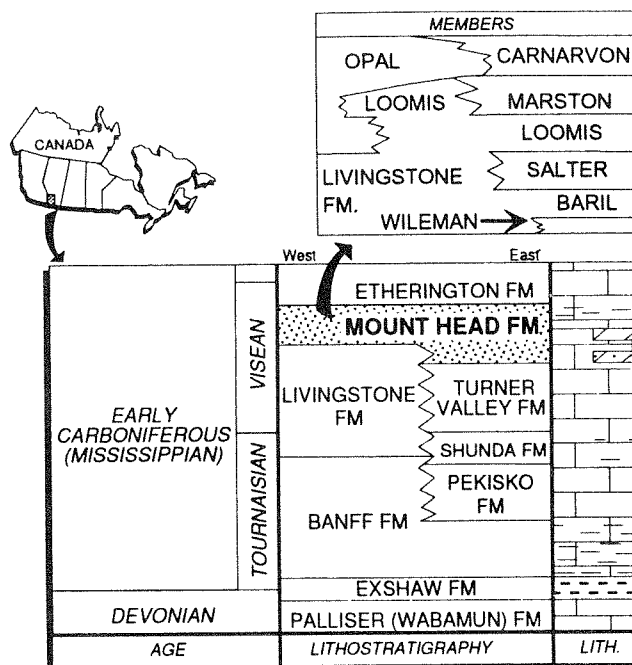 MEMBERS
OPAL
CARNARVON
LOOMIS
MARSTON
LOOMIS
SALTER
LIVINGSTONE
FM.
BARIL
WILEMAN
CANADA
West
East
ETHERINGTON FM
MOUNT HEAD FM.
LIVINGSTONE
FM
TURNER
VALLEY FM
SHUNDA FM
PEKISKO
FM
BANFF FM
EXSHAW FM
PALLISER (WABAMUN) FM
VISEAN
TOURNAISIAN
EARLY
CARBONIFEROUS
(MISSISSIPPIAN)
DEVONIAN
AGE
LITHOSTRATIGRAPHY
LITH.